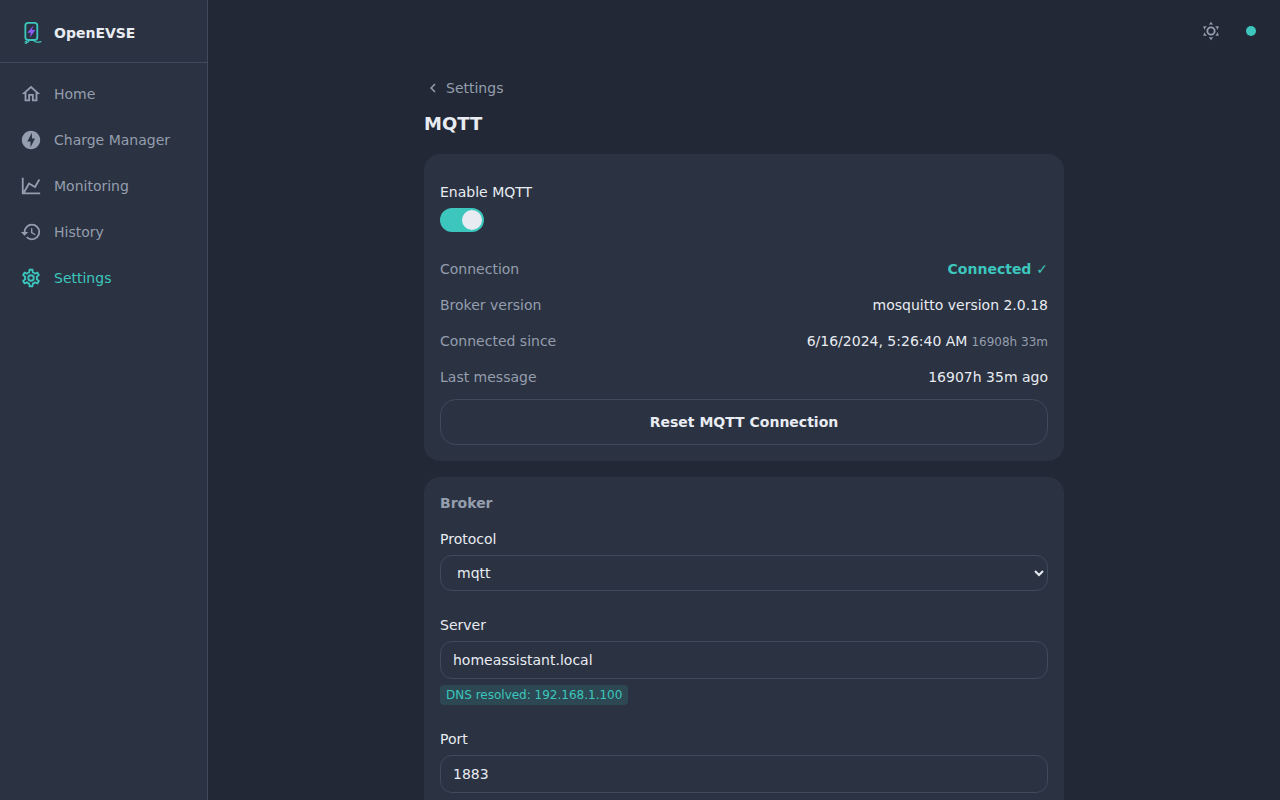 OpenEVSE
Home
Charge Manager
Monitoring
History
Settings
Settings
MQTT
Enable MQTT
Connection Connected ✓
Broker version mosquitto version 2.0.18
Connected since 6/16/2024, 5:26:40 AM 16908h 33m
Last message 16907h 35m ago
Reset MQTT Connection
Broker
Protocol
mqtt
Server
homeassistant.local
DNS resolved: 192.168.1.100
Port
1883